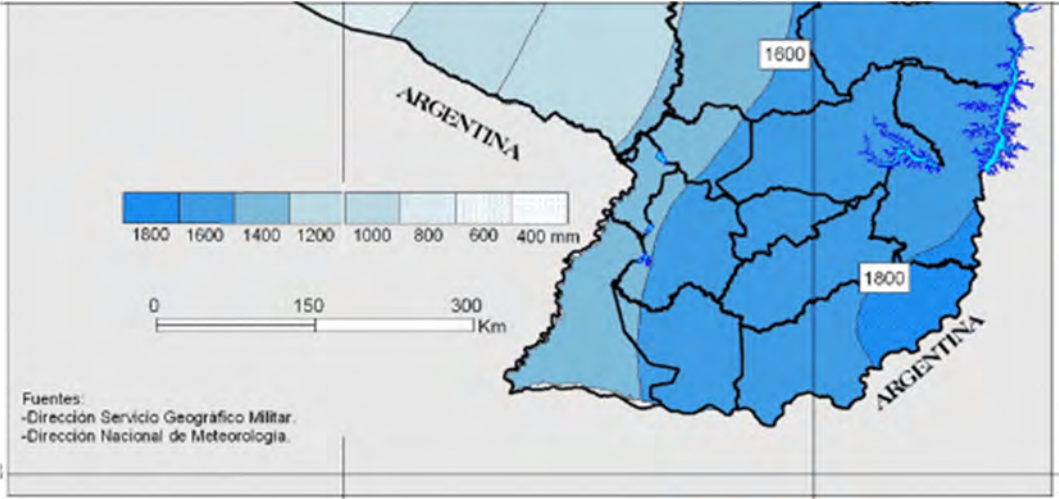 1600
ARGENTINA
1800 1600 1400 1200 1000 800 600 400 mm
1800
0 150 300
Km
ARGENTINA
Fuentes:
-Dirección Servicio Geográfico Militar.
-Dirección Nacional de Meteorología.